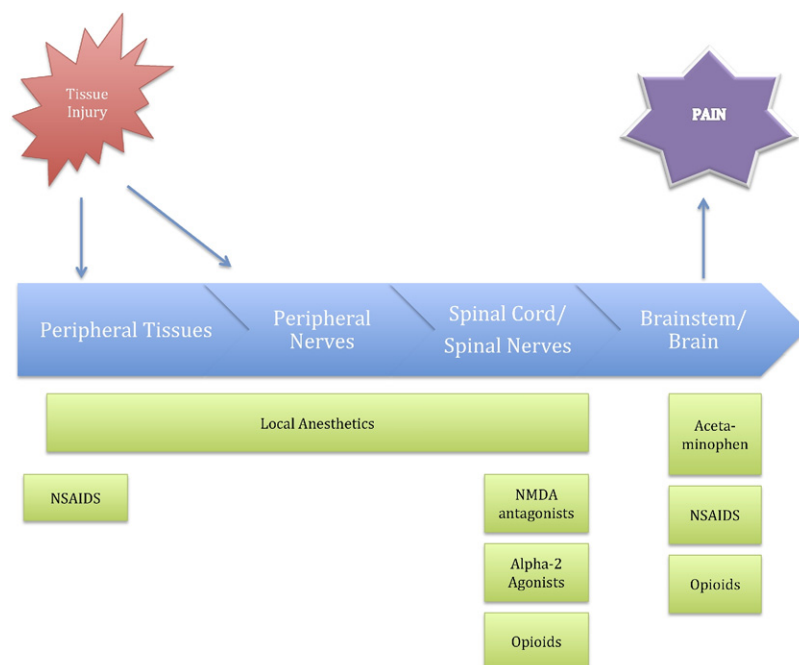 Tissue
Injury
PAIN
Peripheral Tissues
Peripheral
Nerves
Spinal Cord/
Spinal Nerves
Brainstem/
Brain
Local Anesthetics
Aceta-
minophen
NSAIDS
NMDA
antagonists
NSAIDS
Alpha-2
Agonists
Opioids
Opioids